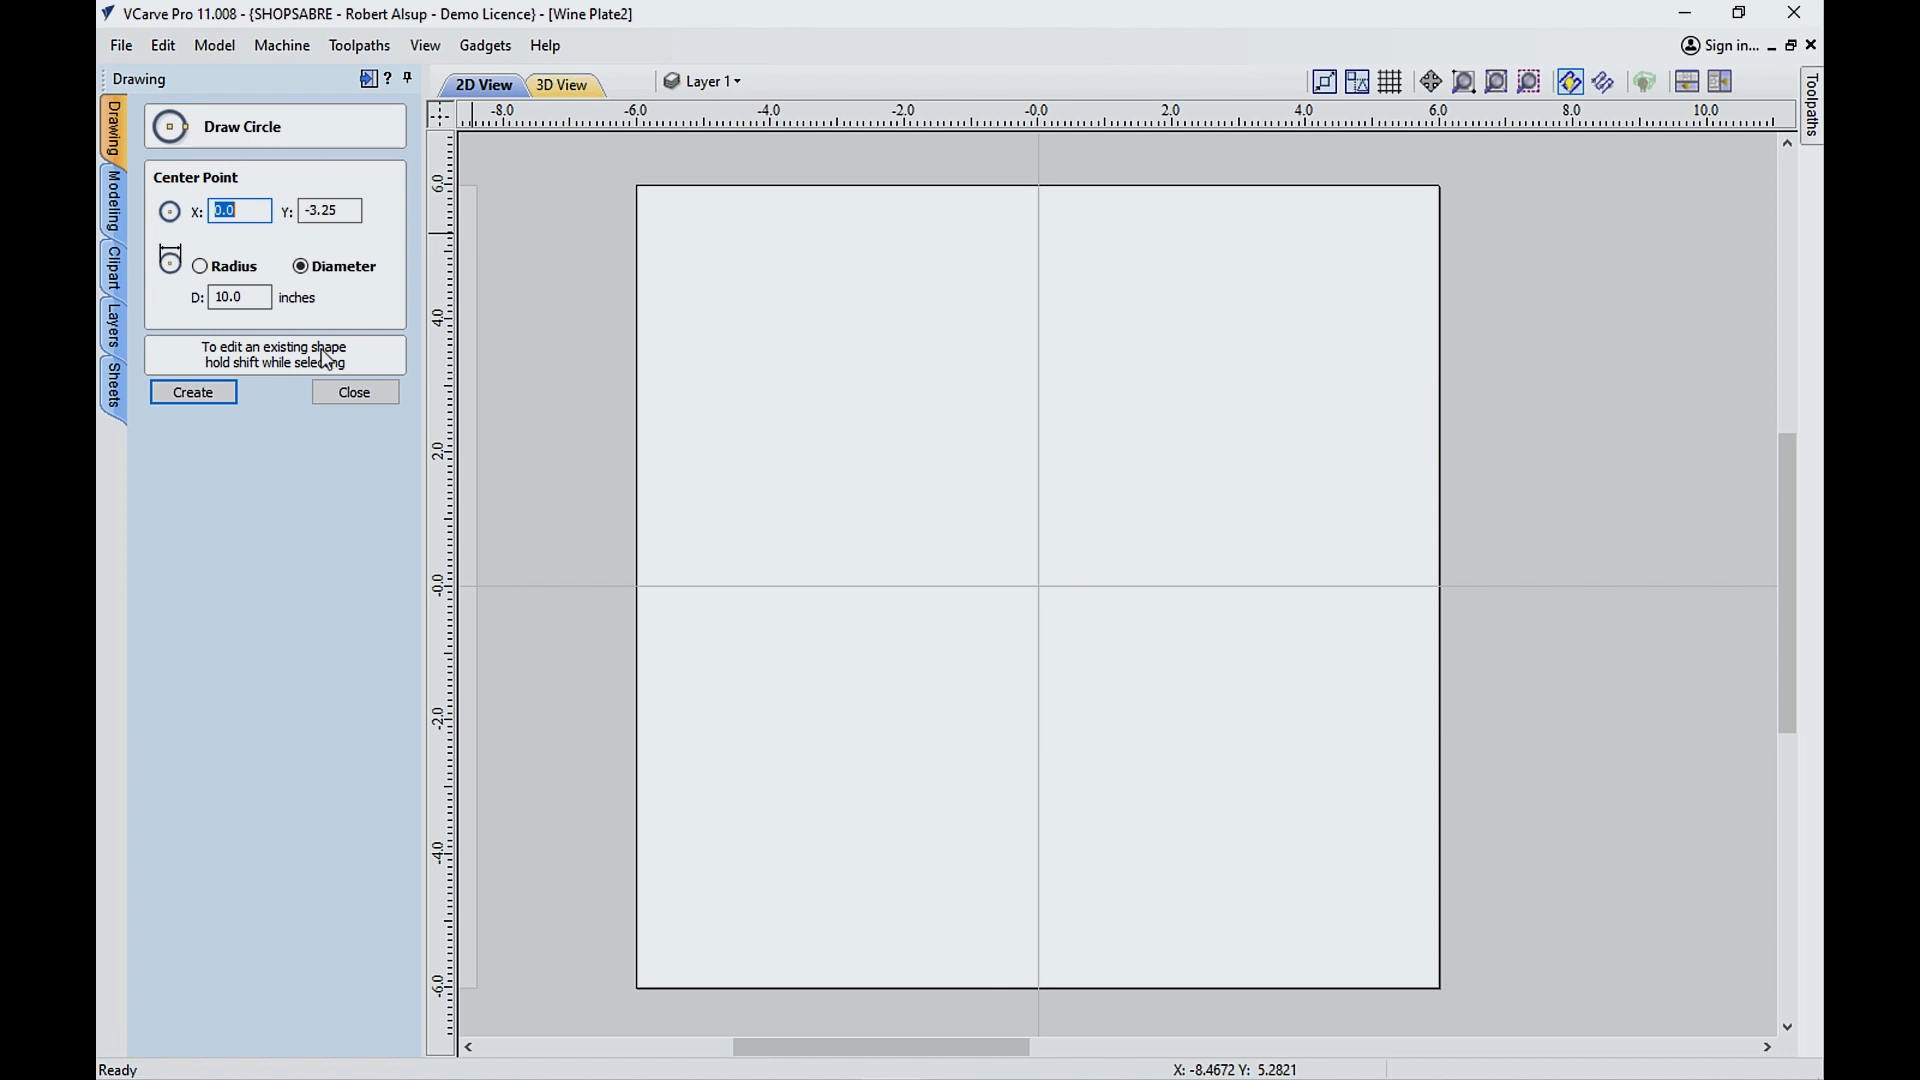 VCarve Pro 11.008 - {SHOPSABRE - Robert Alsup - Demo Licence} - [Wine Plate2]
File Edit Model Machine Toolpaths View Gadgets Help
Sign in...
Drawing
?
2D View 3D View
Layer 1
-8.0 -6.0 -4.0 -2.0 -0.0 2.0 4.0 6.0 8.0 10.0
Toolpaths
Drawing
Modeling
Clipart
Layers
Sheets
Draw Circle
Center Point
X: 0.0 Y: -3.25
Radius Diameter
D: 10.0 inches
To edit an existing shape
hold shift while selecting
Create Close
6.0
4.0
2.0
-0.0
-2.0
-4.0
-6.0
Ready
X: -8.4672 Y: 5.2821